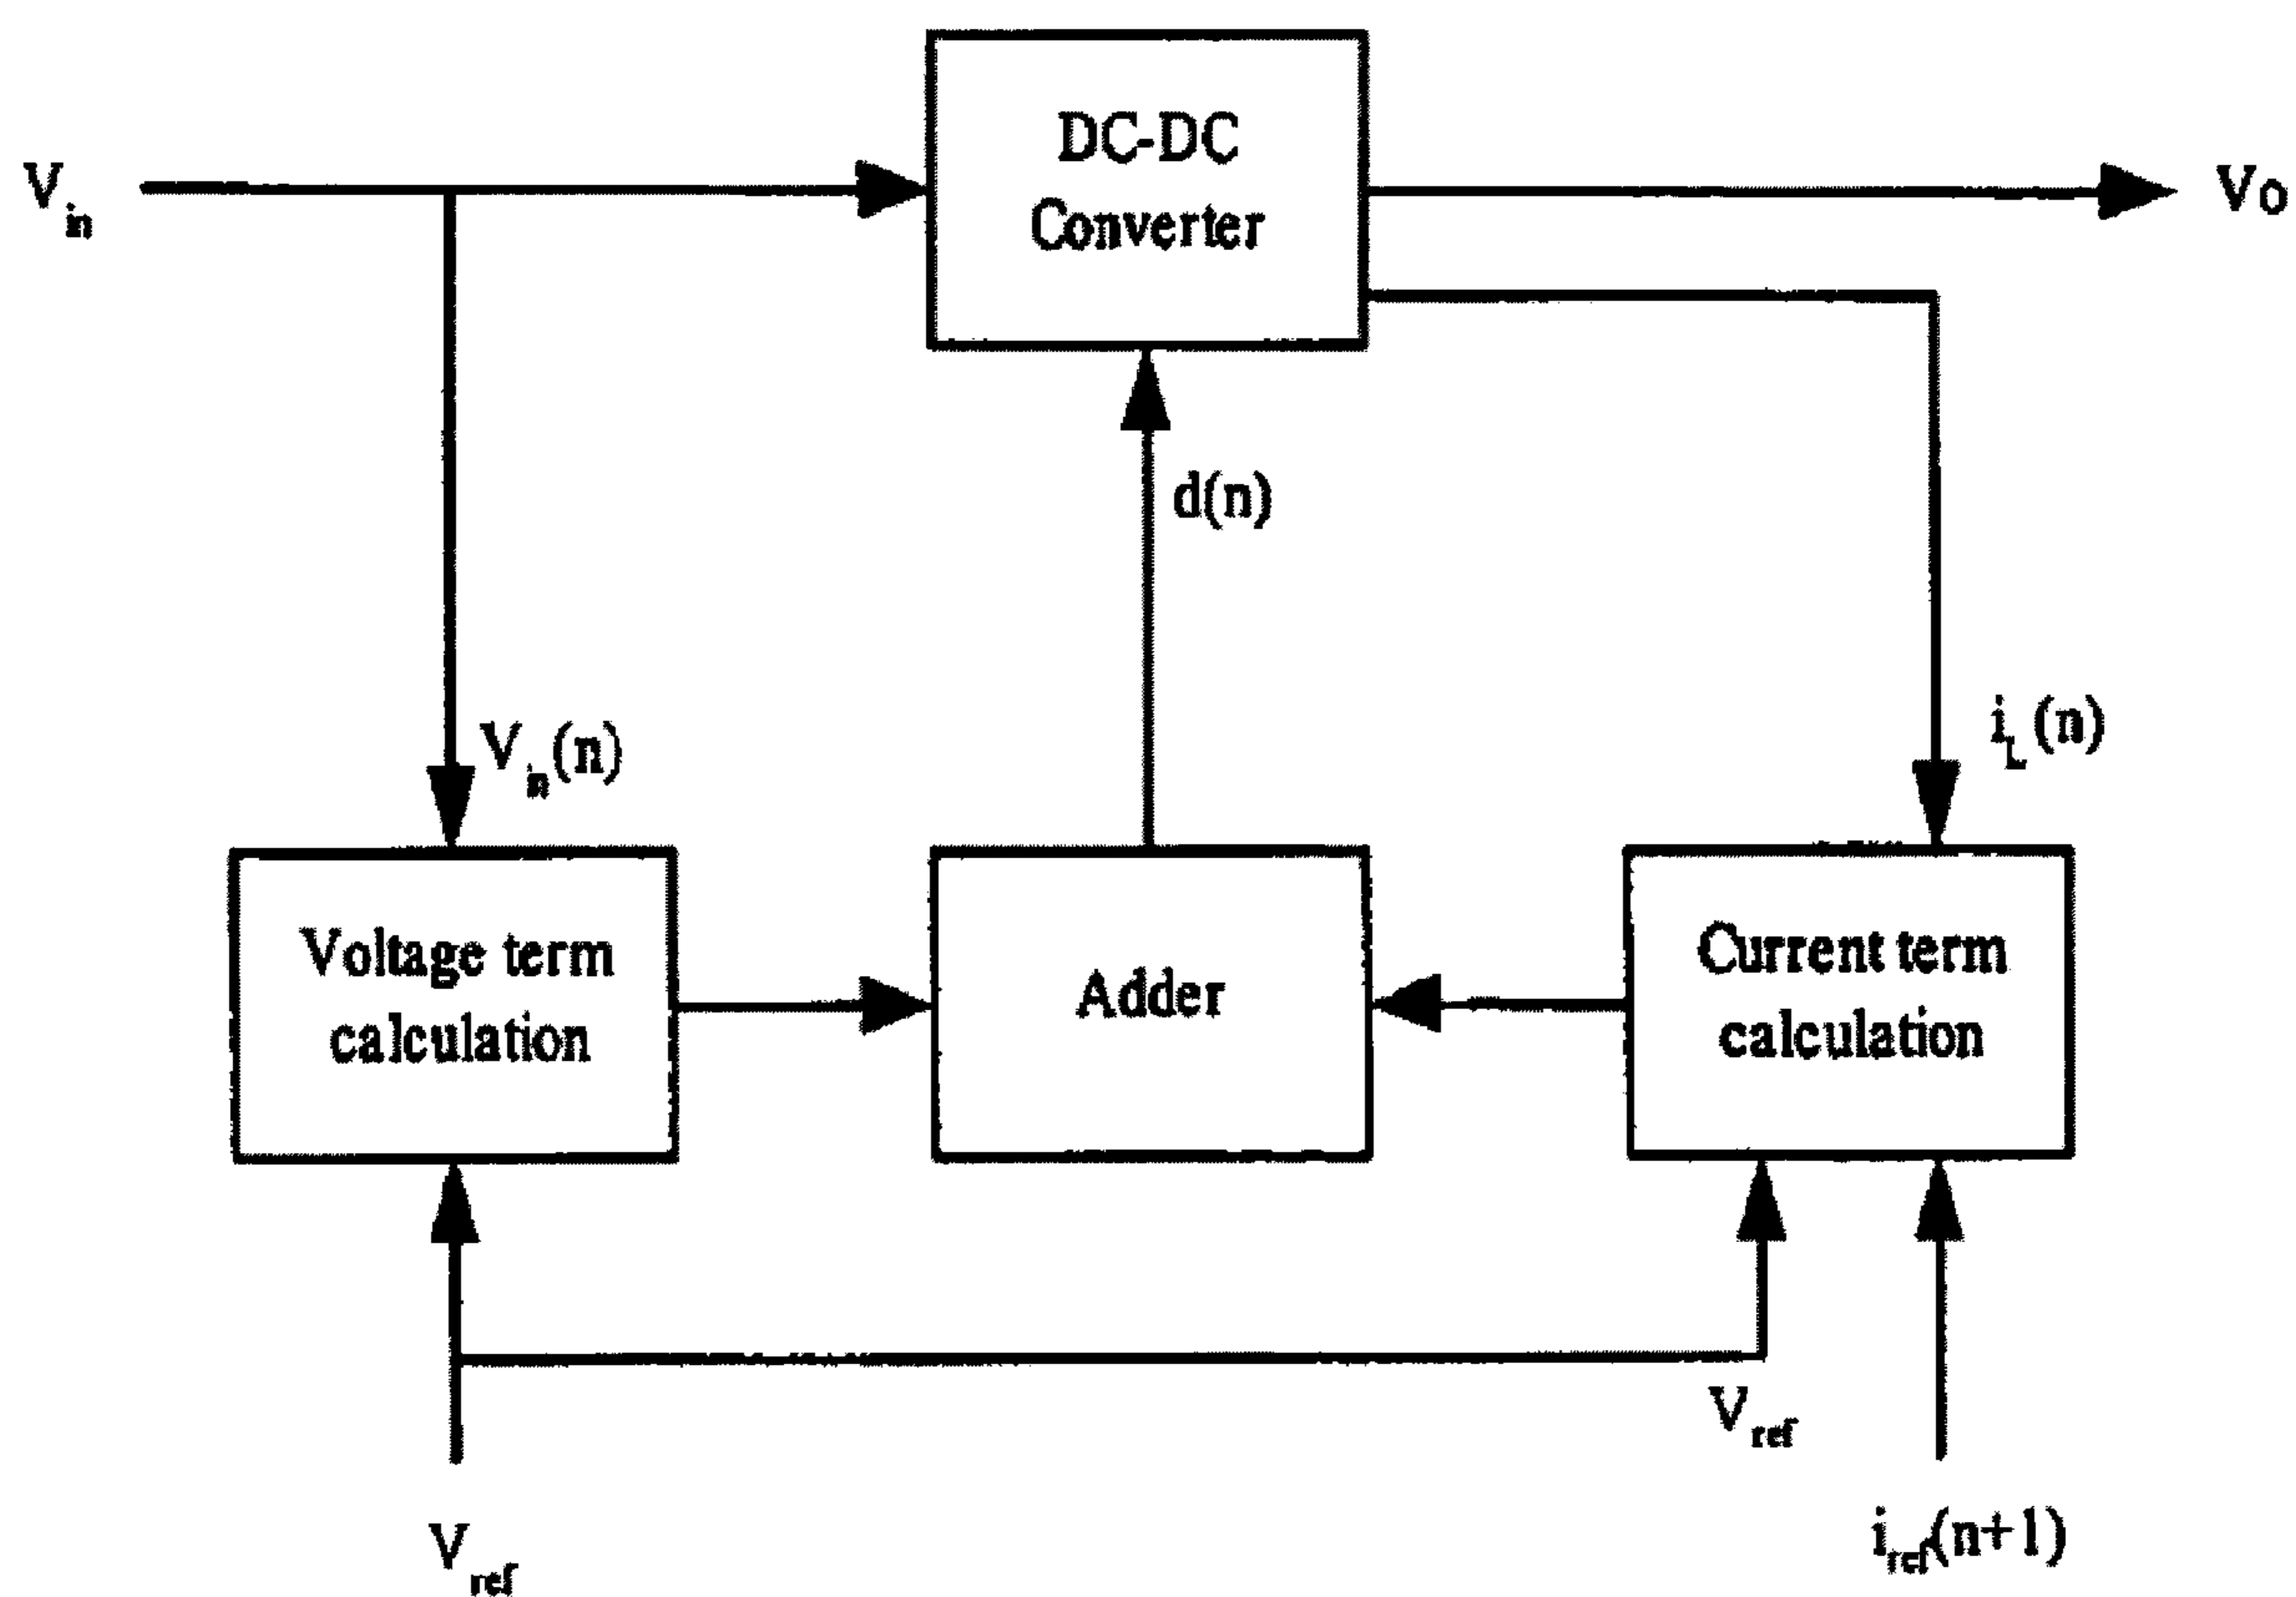 DC-DC
Converter
V_in
Vo
d(n)
V_in(n)
i_L(n)
Voltage term
calculation
Adder
Current term
calculation
V_ref
V_ref
i_ref(n+1)